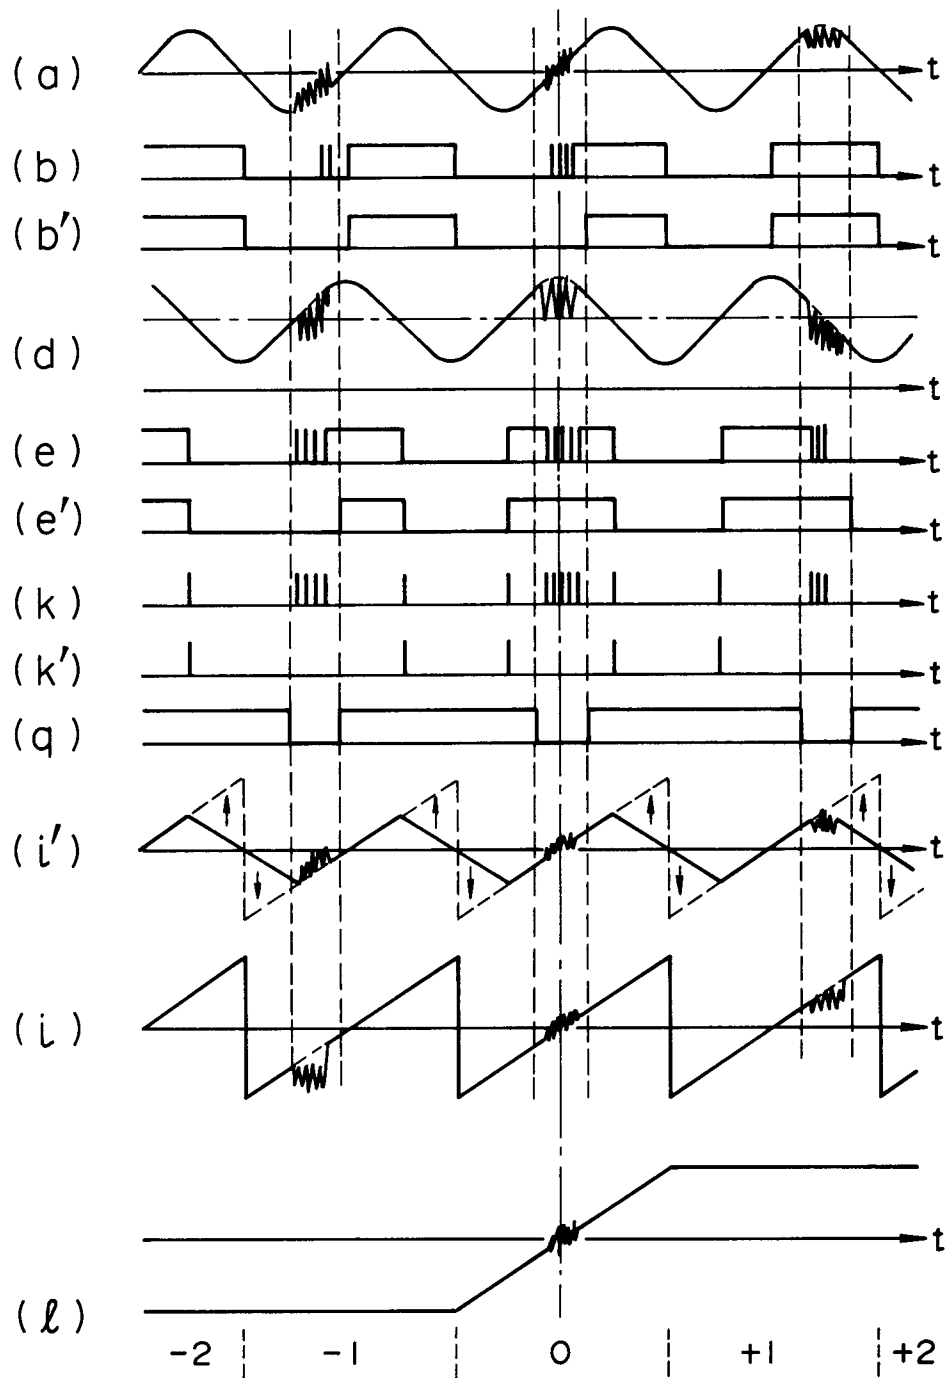 (a) t
(b) t
(b') t
(d) t
(e) t
(e') t
(k) t
(k') t
(q) t
(i') t
(i) t
(ℓ) t
-2 -1 0 +1 +2